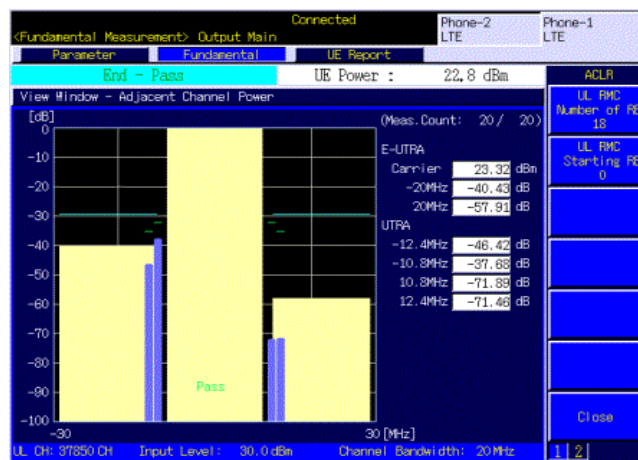 Connected
<Fundamental Measurement> Output Main
Phone-2
LTE
Phone-1
LTE
Parameter
Fundamental
UE Report
End - Pass
UE Power :
22.8 dBm
ACLR
View Window - Adjacent Channel Power
UL RMC
Number of RB
18
[dB]
(Meas.Count: 20/ 20)
0
-10
-20
-30
-40
-50
-60
-70
-80
-90
-100
E-UTRA
Carrier 23.32 dBm
-20MHz -40.43 dB
20MHz -57.91 dB
UTRA
-12.4MHz -46.42 dB
-10.8MHz -37.68 dB
10.8MHz -71.89 dB
12.4MHz -71.46 dB
UL RMC
Starting RB
0
Pass
-30
30 [MHz]
Close
UL CH: 37850 CH Input Level: 30.0 dBm Channel Bandwidth: 20 MHz
1 2